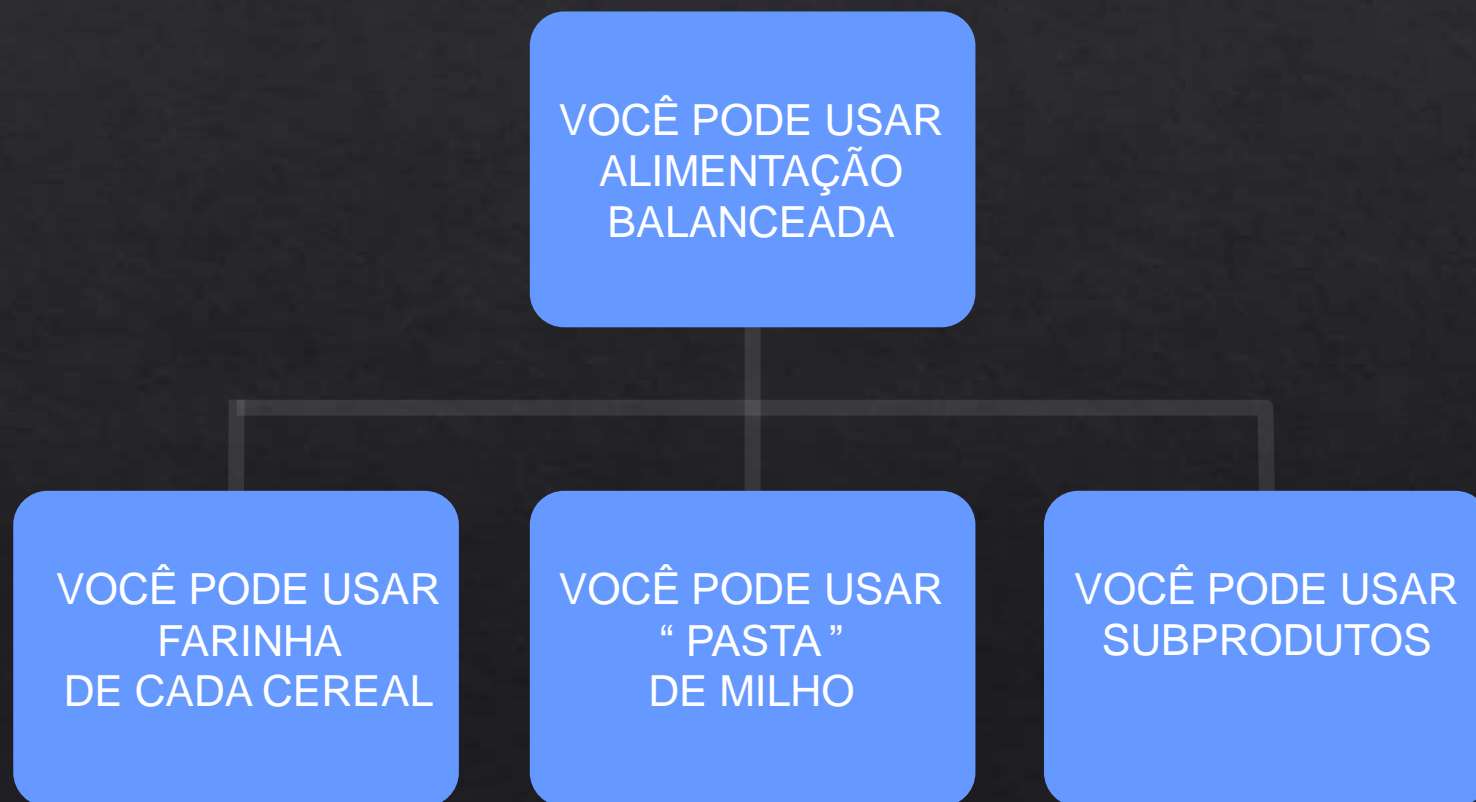 VOCÊ PODE USAR
ALIMENTAÇÃO
BALANCEADA
VOCÊ PODE USAR
FARINHA
DE CADA CEREAL
VOCÊ PODE USAR
“ PASTA ”
DE MILHO
VOCÊ PODE USAR
SUBPRODUTOS